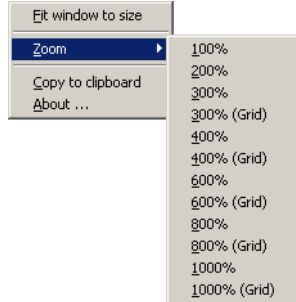 Fit window to size
Zoom
Copy to clipboard
About ...
100%
200%
300%
300% (Grid)
400%
400% (Grid)
600%
600% (Grid)
800%
800% (Grid)
1000%
1000% (Grid)